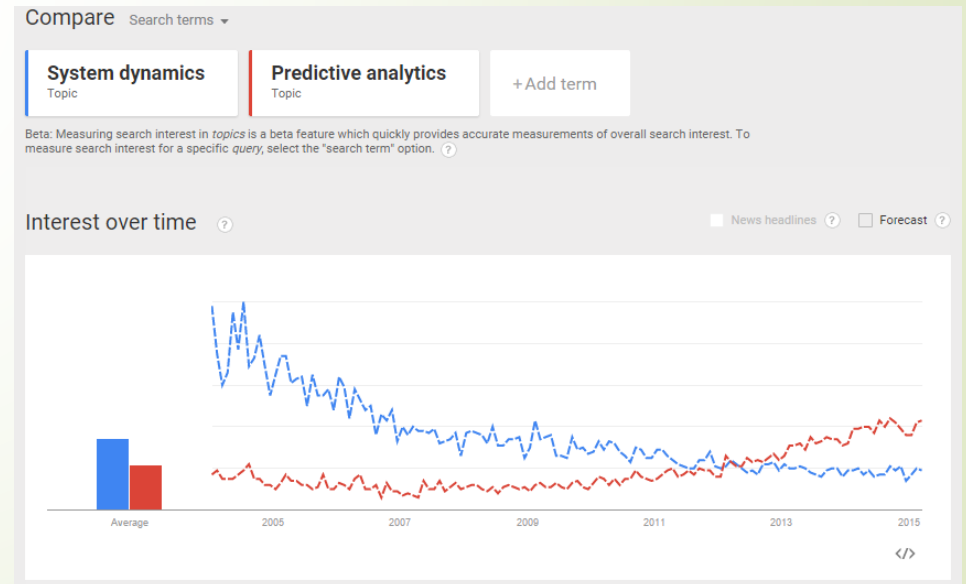 Compare Search terms
System dynamics
Topic
Predictive analytics
Topic
+Add term
Beta: Measuring search interest in topics is a beta feature which quickly provides accurate measurements of overall search interest. To
measure search interest for a specific query, select the "search term" option. ?
Interest over time ?
News headlines ? Forecast ?
Average 2005 2007 2009 2011 2013 2015
</>